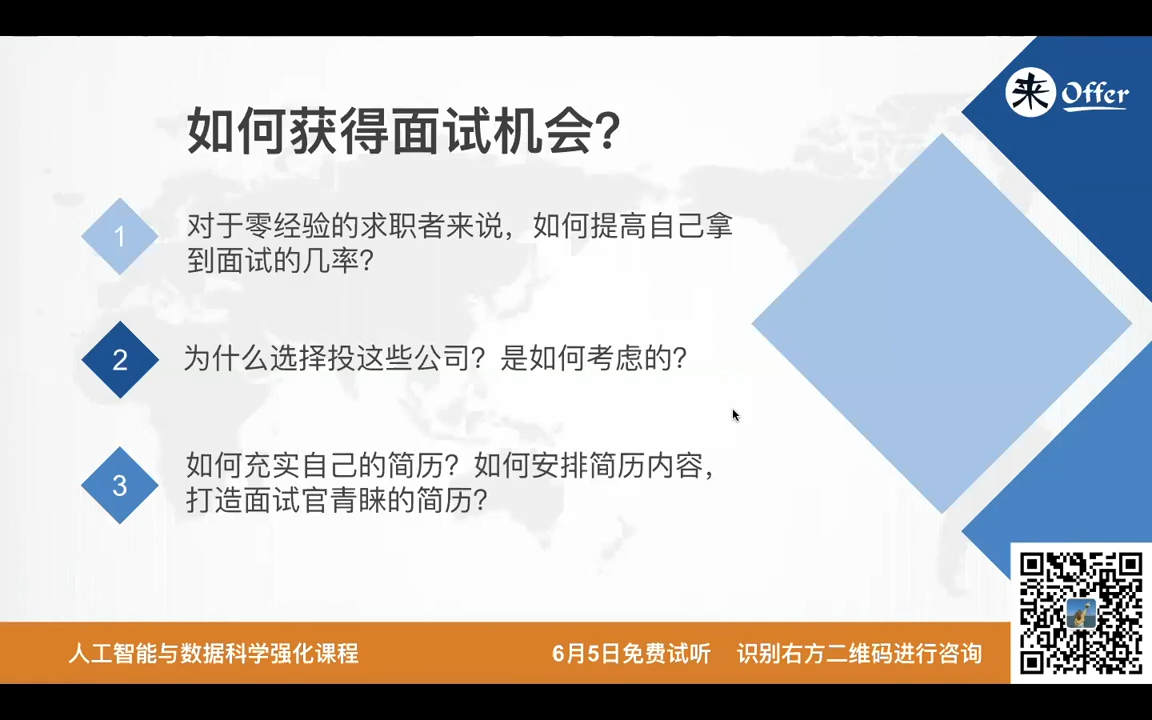 来 Offer
如何获得面试机会？
1
对于零经验的求职者来说，如何提高自己拿
到面试的几率？
2
为什么选择投这些公司？是如何考虑的？
3
如何充实自己的简历？如何安排简历内容，
打造面试官青睐的简历？
人工智能与数据科学强化课程
6月5日免费试听 识别右方二维码进行咨询